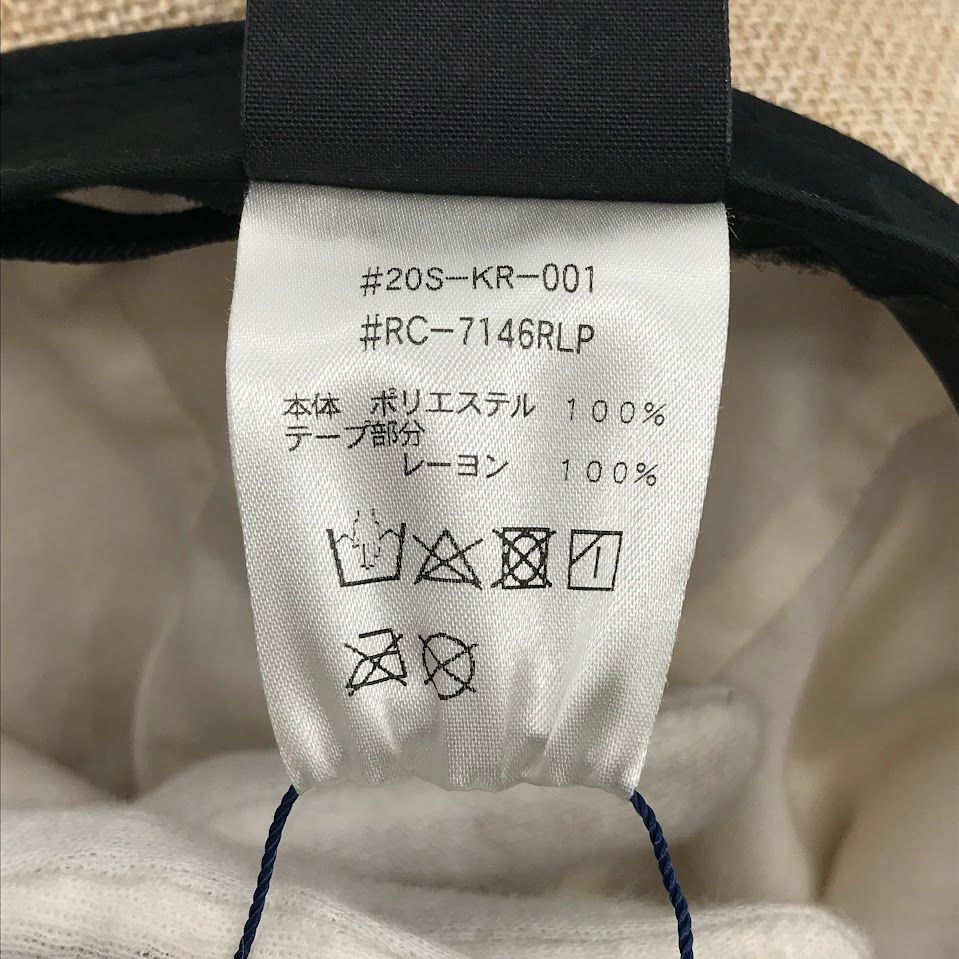 #20S-KR-001
#RC-7146RLP
本体 ポリエステル 100%
テープ部分
レーヨン 100%